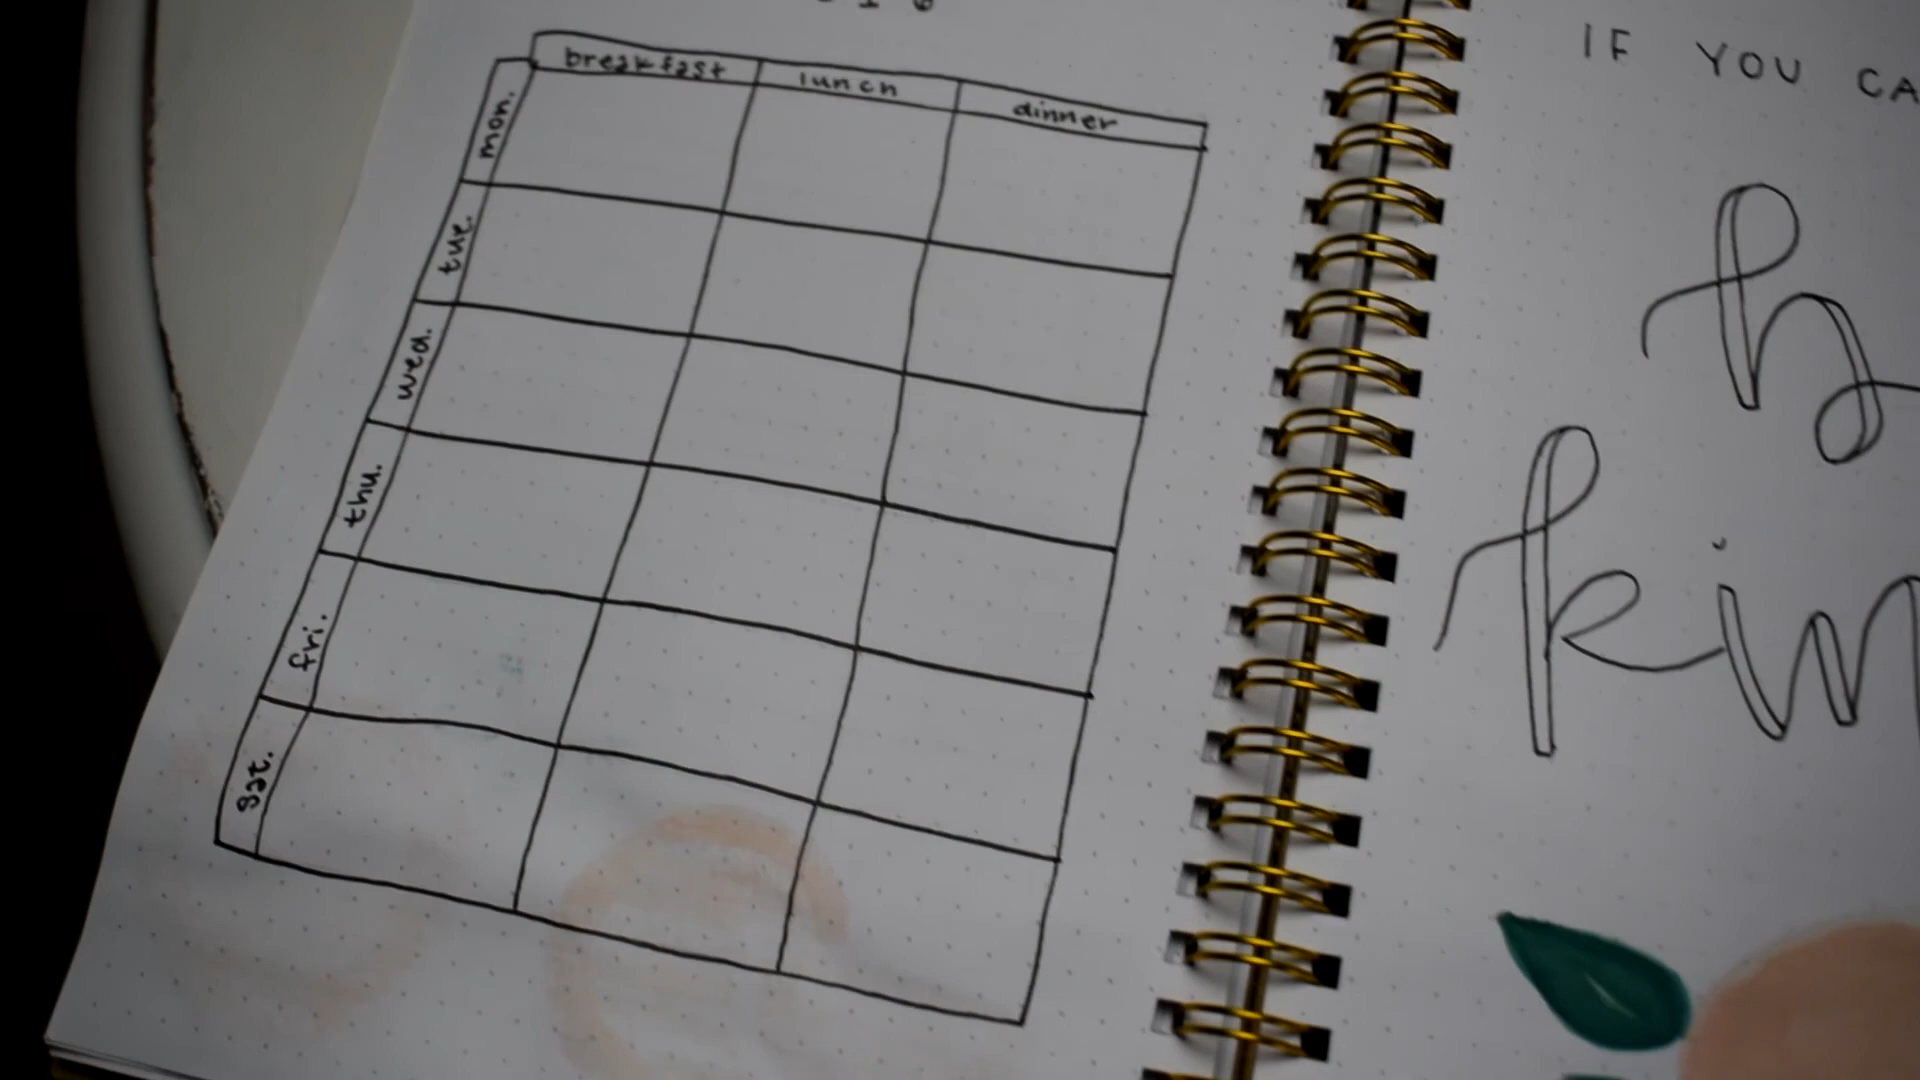 breakfast lunch dinner
mon.
tue.
wed.
thu.
fri.
sat.
IF YOU CA
h
kin